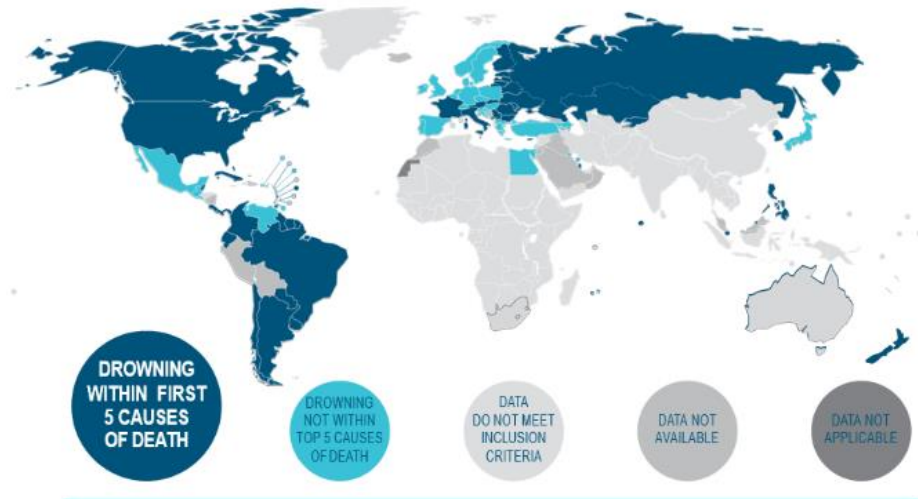 DROWNING
WITHIN FIRST
5 CAUSES
OF DEATH
DROWNING
NOT WITHIN
TOP 5 CAUSES
OF DEATH
DATA
DO NOT MEET
INCLUSION
CRITERIA
DATA NOT
AVAILABLE
DATA NOT
APPLICABLE